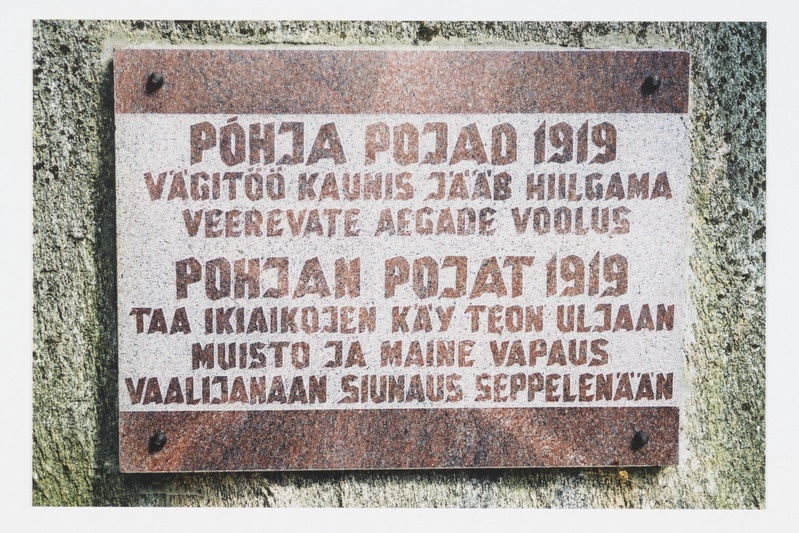 PÓHJA POJAD 1919
VÄGITÖÖ KAUNIS JÄÄB HIILGAMA
VEEREVATE AEGADE VOOLUS
POHJAN POJAT 1919
TAA IKIAIKOJEN KÄY TEON ULJAAN
MUISTO JA MAINE VAPAUS
VAALIJANAAN SIUNAUS SEPPELENÄÄN